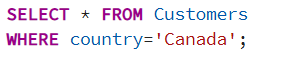 SELECT * FROM Customers
WHERE country='Canada';